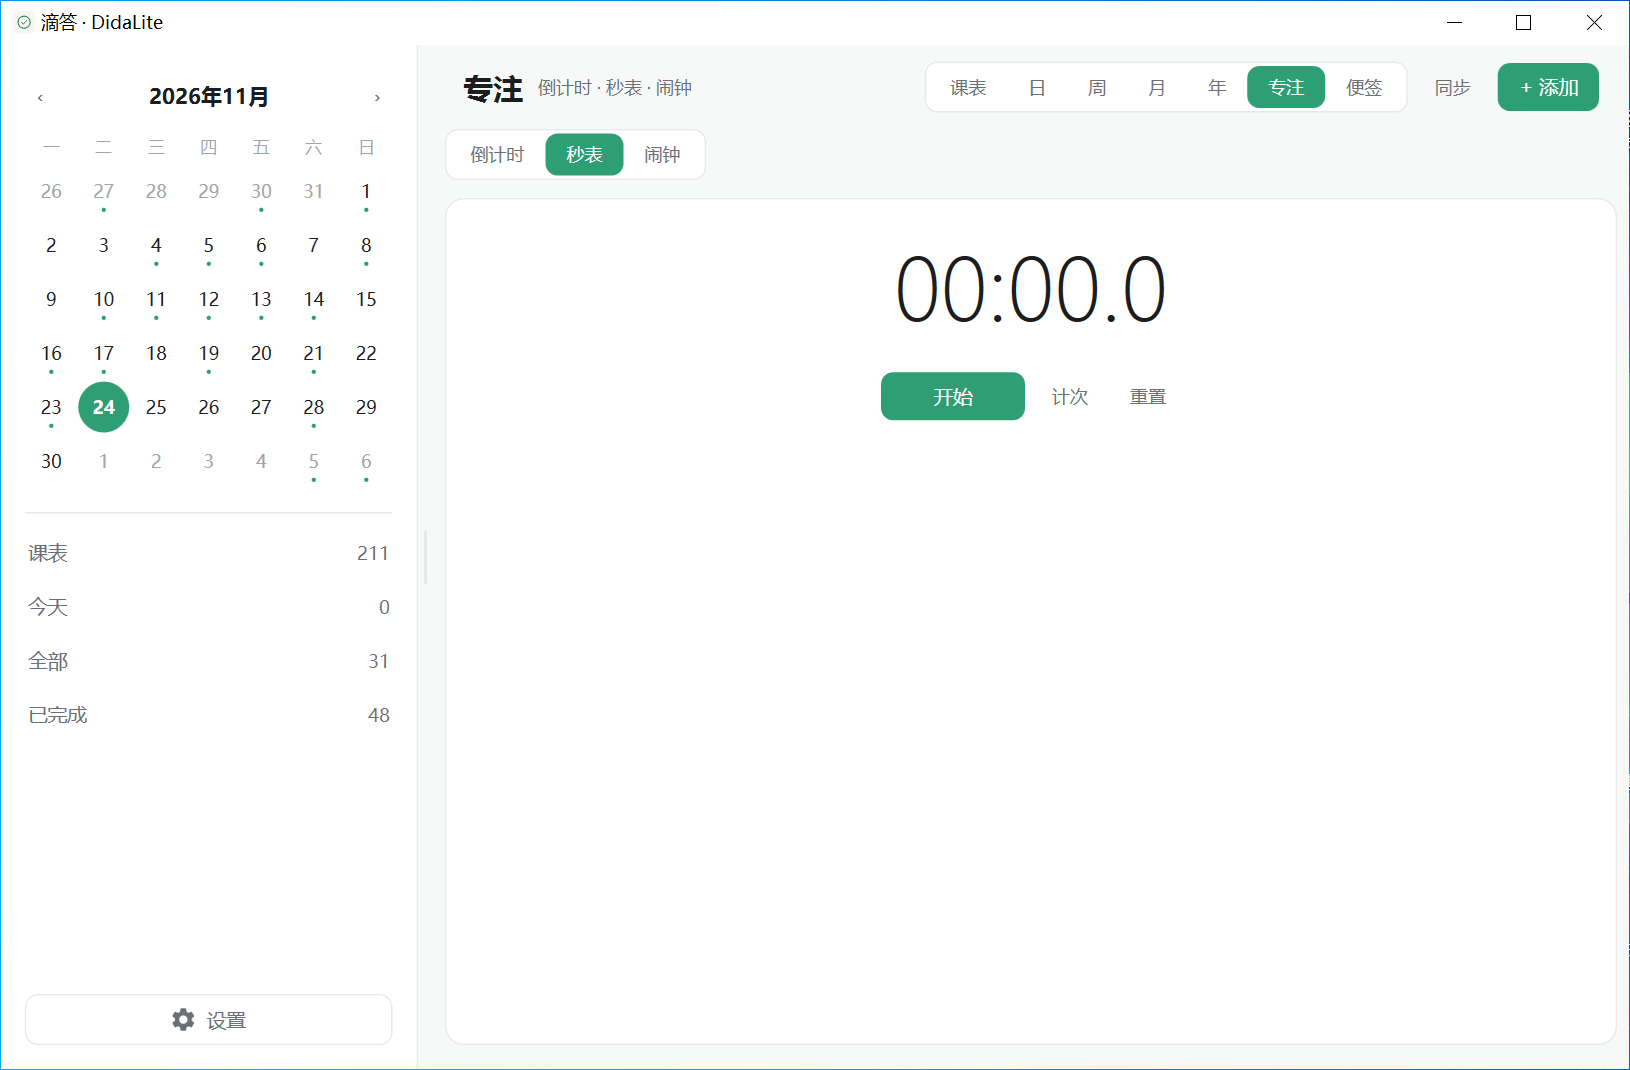 滴答 · DidaLite
‹ 2026年11月 ›
一 二 三 四 五 六 日
26 27 28 29 30 31 1
2 3 4 5 6 7 8
9 10 11 12 13 14 15
16 17 18 19 20 21 22
23 24 25 26 27 28 29
30 1 2 3 4 5 6
课表 211
今天 0
全部 31
已完成 48
设置
专注 倒计时 · 秒表 · 闹钟
课表 日 周 月 年 专注 便签 同步 + 添加
倒计时 秒表 闹钟
00:00.0
开始 计次 重置